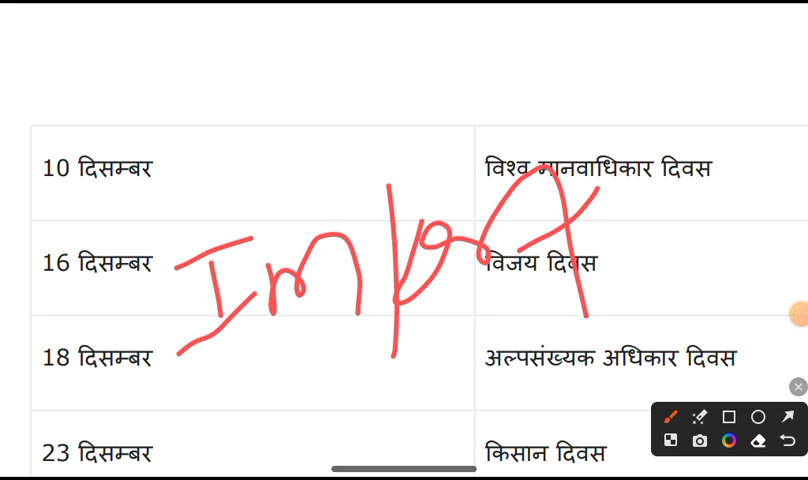 10 दिसम्बर विश्व मानवाधिकार दिवस
16 दिसम्बर विजय दिवस
Impot
18 दिसम्बर अल्पसंख्यक अधिकार दिवस
23 दिसम्बर किसान दिवस